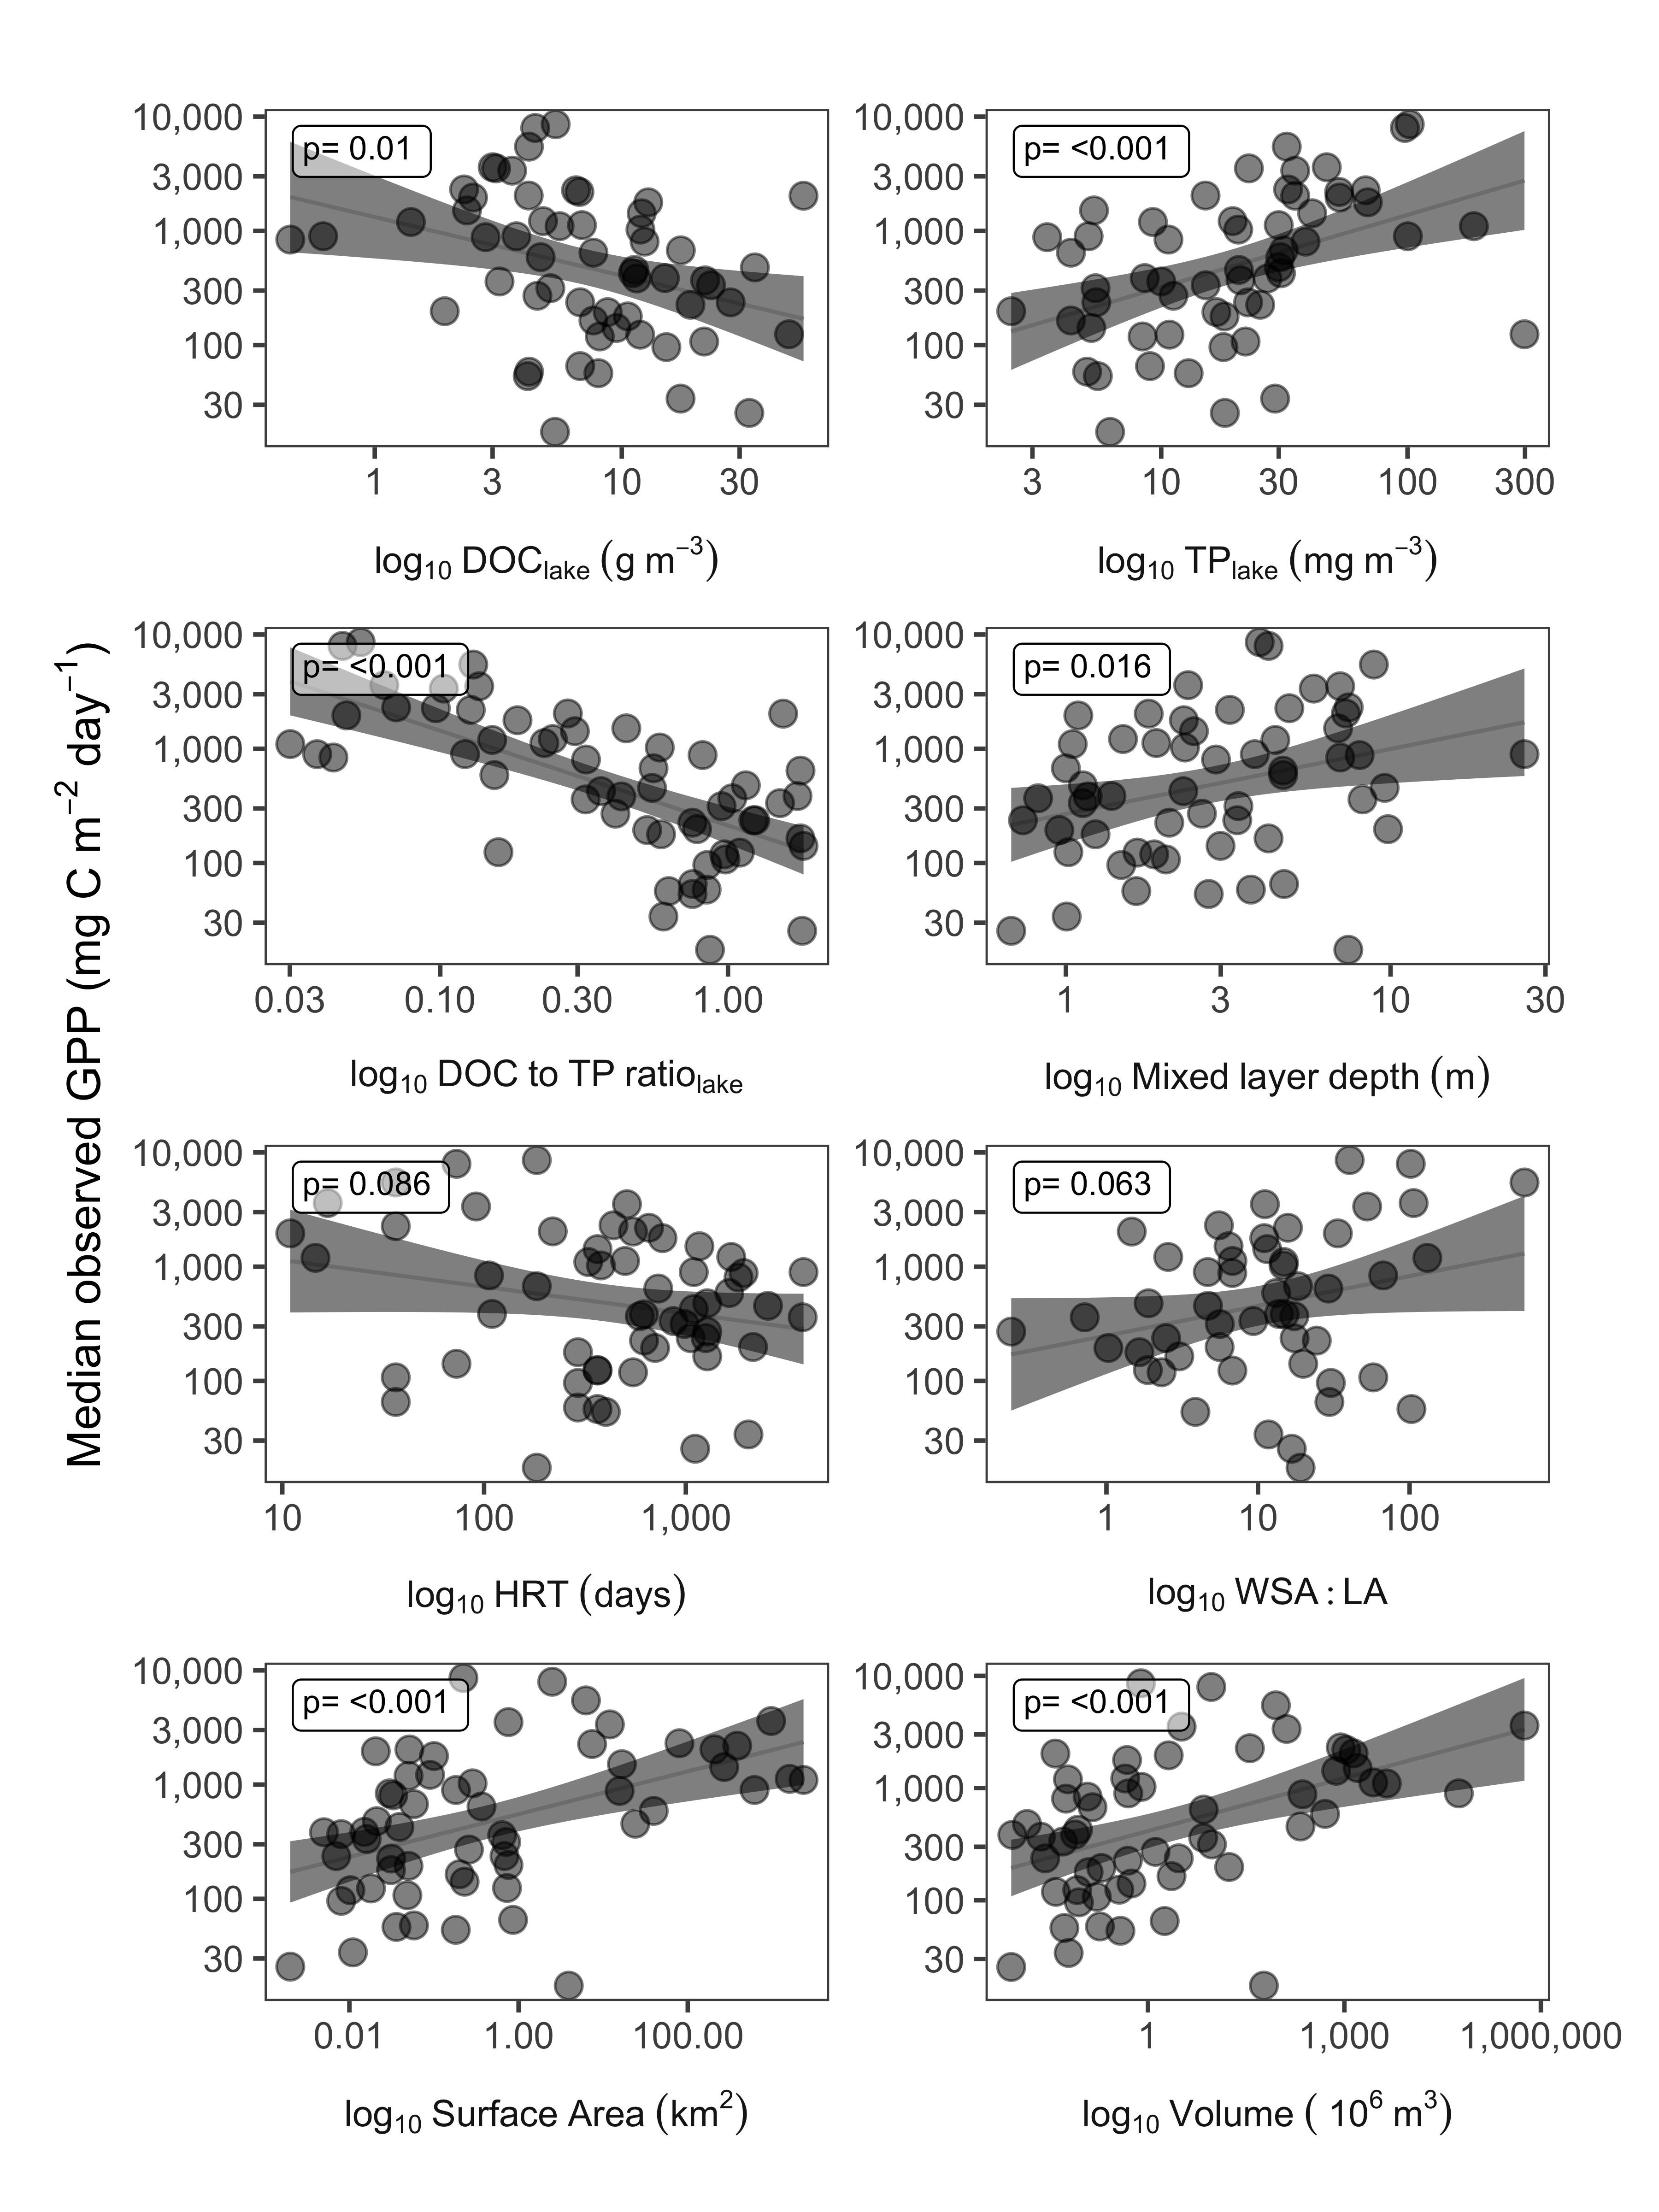 Median observed GPP (mg C m⁻² day⁻¹)
10,000
3,000
1,000
300
100
30
p= 0.01
1 3 10 30
log₁₀ DOClake (g m⁻³)
10,000
3,000
1,000
300
100
30
p= <0.001
3 10 30 100 300
log₁₀ TPlake (mg m⁻³)
10,000
3,000
1,000
300
100
30
p= <0.001
0.03 0.10 0.30 1.00
log₁₀ DOC to TP ratiolake
10,000
3,000
1,000
300
100
30
p= 0.016
1 3 10 30
log₁₀ Mixed layer depth (m)
10,000
3,000
1,000
300
100
30
p= 0.086
10 100 1,000
log₁₀ HRT (days)
10,000
3,000
1,000
300
100
30
p= 0.063
1 10 100
log₁₀ WSA : LA
10,000
3,000
1,000
300
100
30
p= <0.001
0.01 1.00 100.00
log₁₀ Surface Area (km²)
10,000
3,000
1,000
300
100
30
p= <0.001
1 1,000 1,000,000
log₁₀ Volume ( 10⁶ m³)